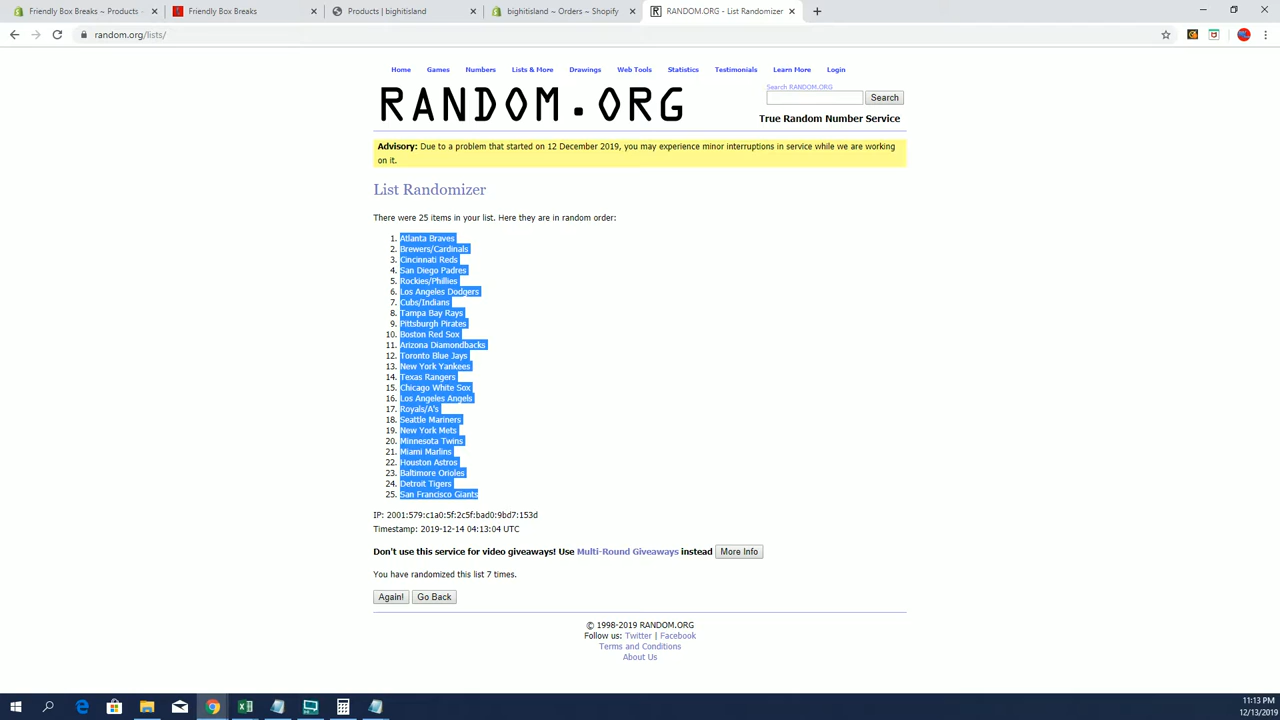 Friendly Box Breaks ~ Products ·
Friendly Box Breaks
Products | bighitisland
bighitisland ~ Orders ~ Shopify
RANDOM.ORG - List Randomizer
random.org/lists/
Home Games Numbers Lists & More Drawings Web Tools Statistics Testimonials Learn More Login
Search RANDOM.ORG
RANDOM.ORG
Search
True Random Number Service
Advisory: Due to a problem that started on 12 December 2019, you may experience minor interruptions in service while we are working
on it.
List Randomizer
There were 25 items in your list. Here they are in random order:
1. Atlanta Braves
2. Brewers/Cardinals
3. Cincinnati Reds
4. San Diego Padres
5. Rockies/Phillies
6. Los Angeles Dodgers
7. Cubs/Indians
8. Tampa Bay Rays
9. Pittsburgh Pirates
10. Boston Red Sox
11. Arizona Diamondbacks
12. Toronto Blue Jays
13. New York Yankees
14. Texas Rangers
15. Chicago White Sox
16. Los Angeles Angels
17. Royals/A's
18. Seattle Mariners
19. New York Mets
20. Minnesota Twins
21. Miami Marlins
22. Houston Astros
23. Baltimore Orioles
24. Detroit Tigers
25. San Francisco Giants
IP: 2001:579:c1a0:5f:2c5f:bad0:9bd7:153d
Timestamp: 2019-12-14 04:13:04 UTC
Don't use this service for video giveaways! Use Multi-Round Giveaways instead More Info
You have randomized this list 7 times.
Again! Go Back
© 1998-2019 RANDOM.ORG
Follow us: Twitter | Facebook
Terms and Conditions
About Us
11:13 PM
12/13/2019